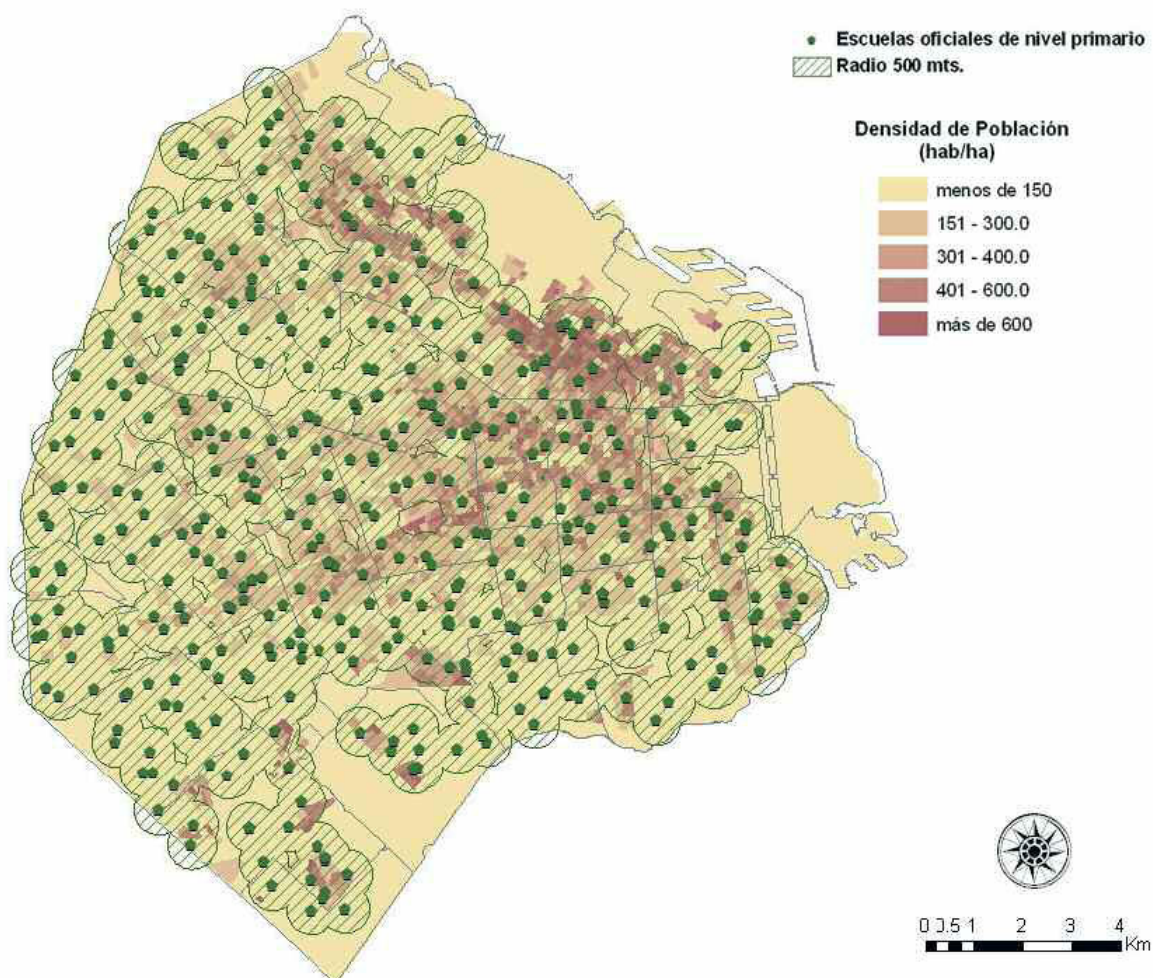 Escuelas oficiales de nivel primario
Radio 500 mts.
Densidad de Población
(hab/ha)
menos de 150
151 - 300.0
301 - 400.0
401 - 600.0
más de 600
0 0.5 1 2 3 4
Km